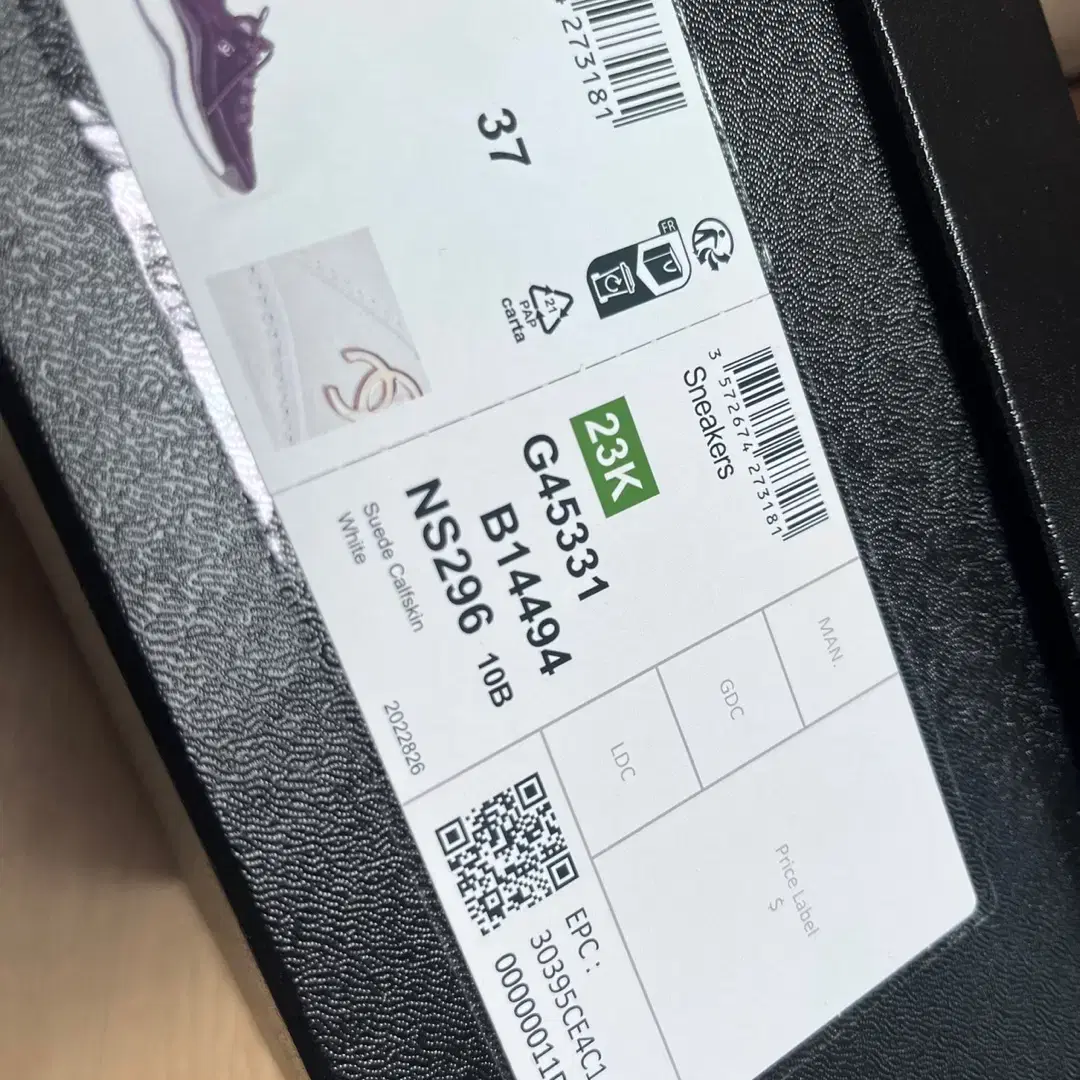 273181
37
FR
21
PAP
carta
3 572674 273181
Sneakers
23K
G45331
B14494
NS296 10B
Suede Calfskin
White
2022826
MAN.
GDC
LDC
Price Label
$
EPC :
30395CE4C1
00000011